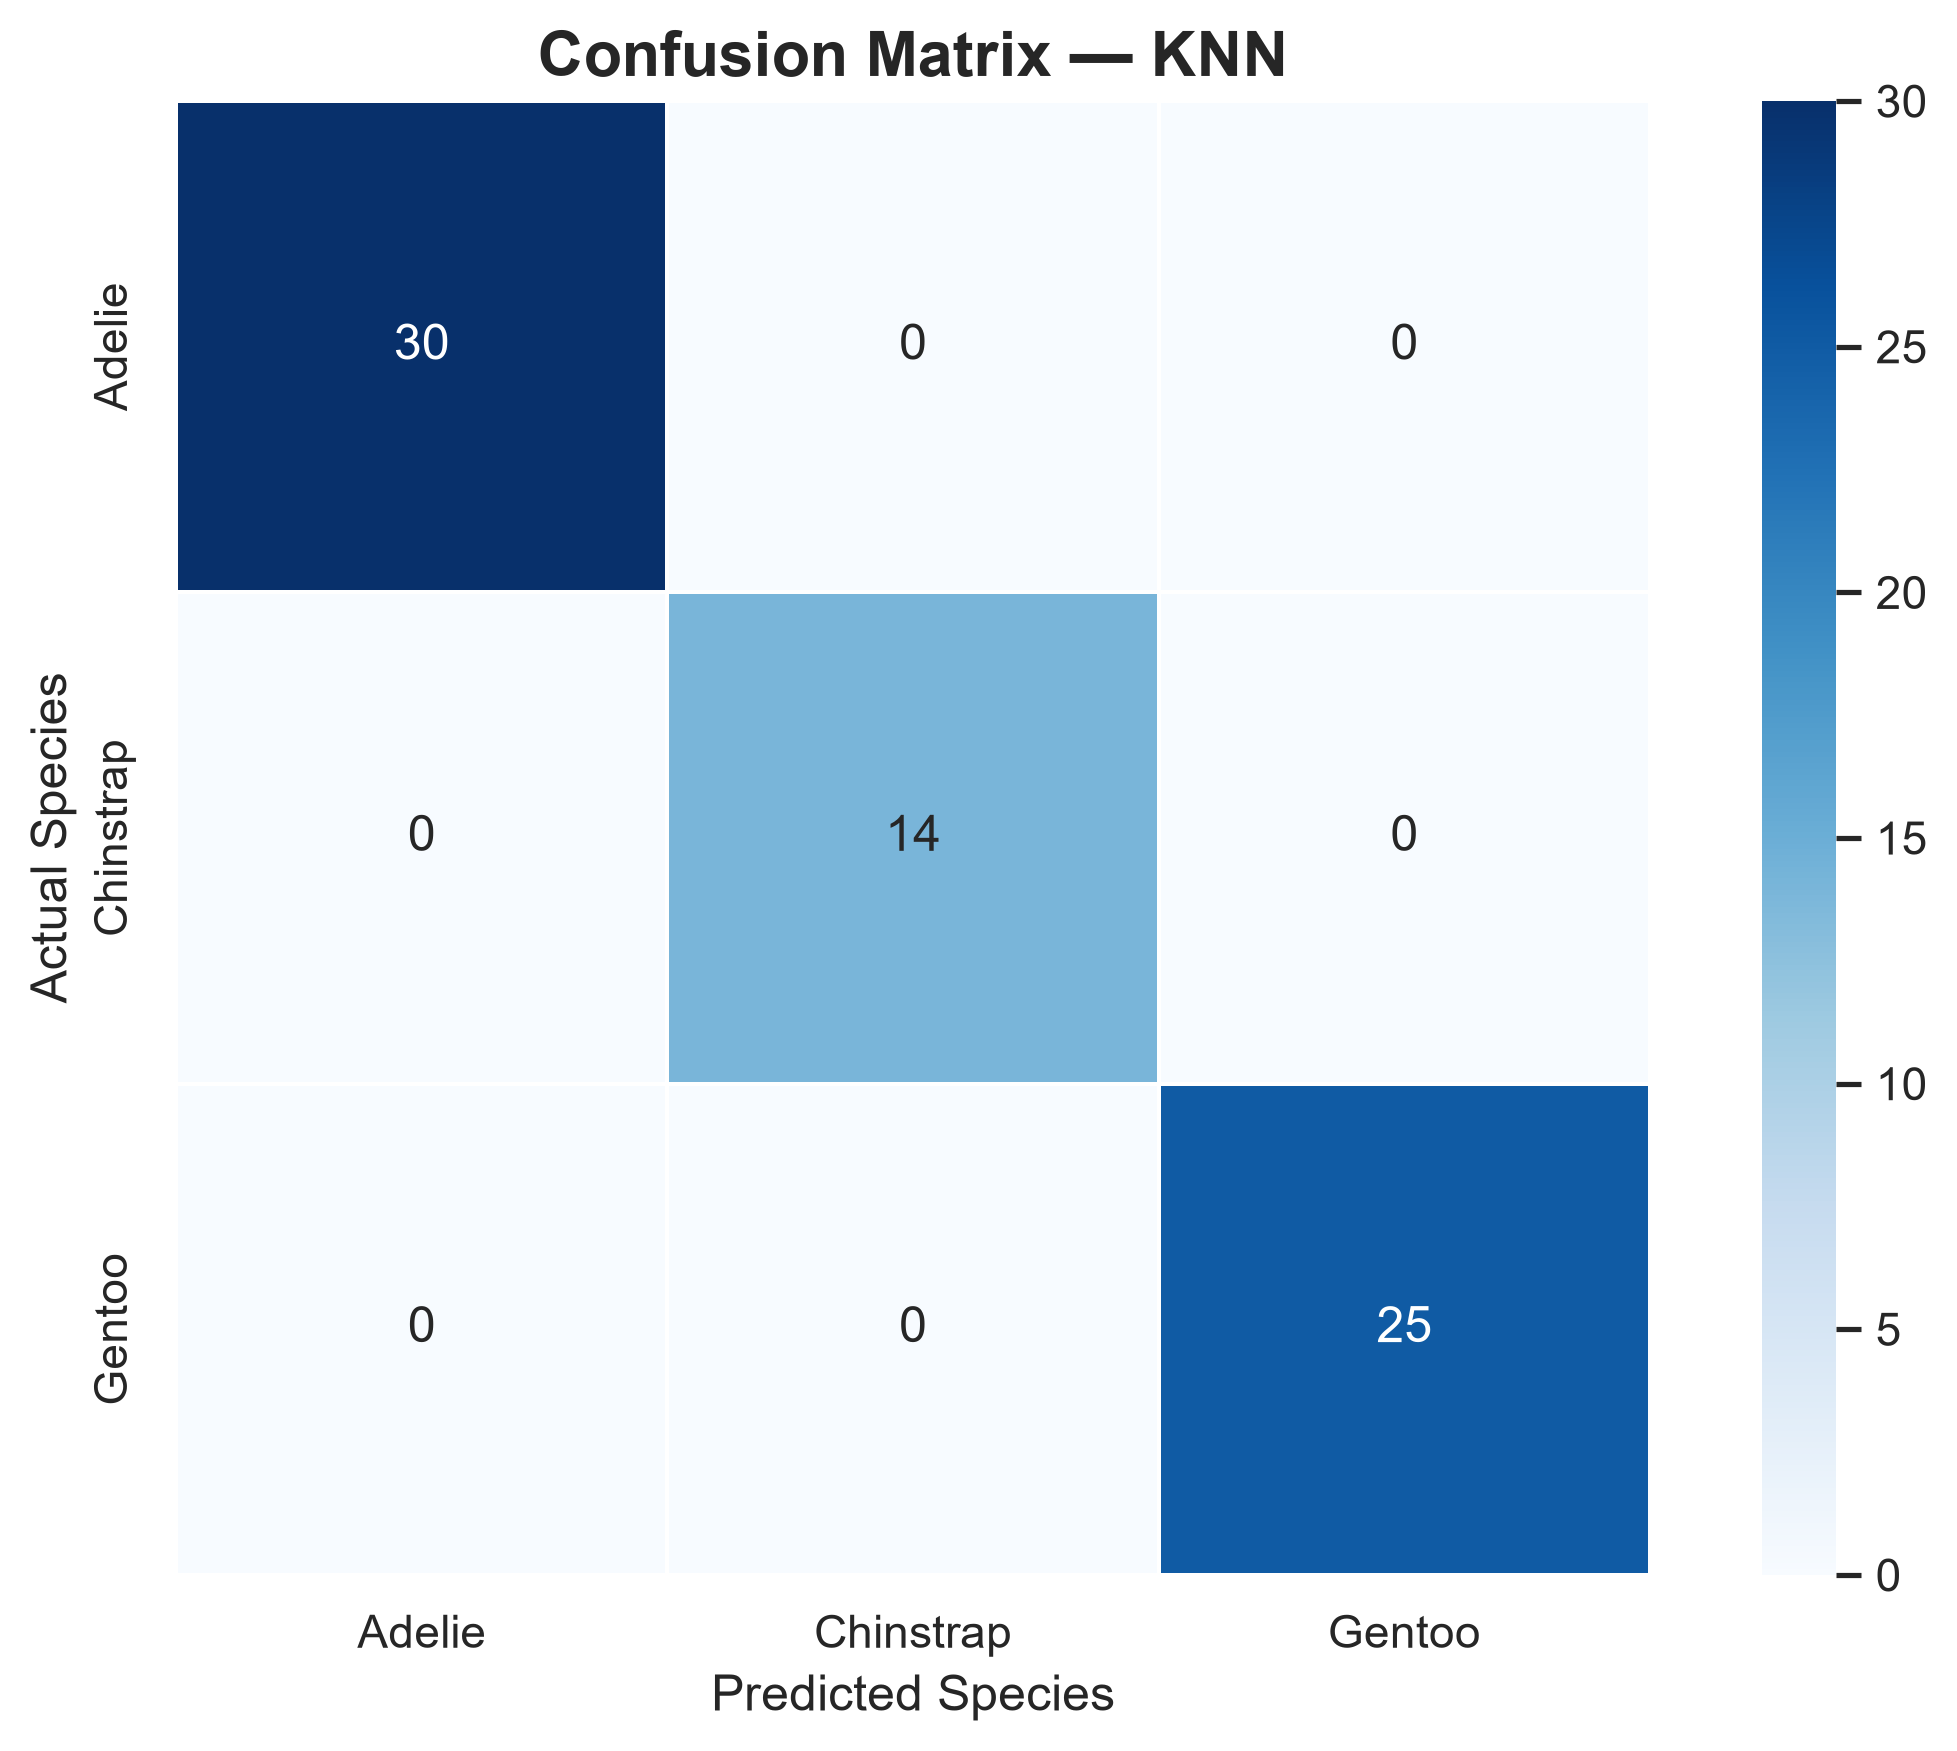 Confusion Matrix — KNN
30
25
20
15
10
5
0
Actual Species
Adelie
30 0 0
Chinstrap
0 14 0
Gentoo
0 0 25
Adelie Chinstrap Gentoo
Predicted Species